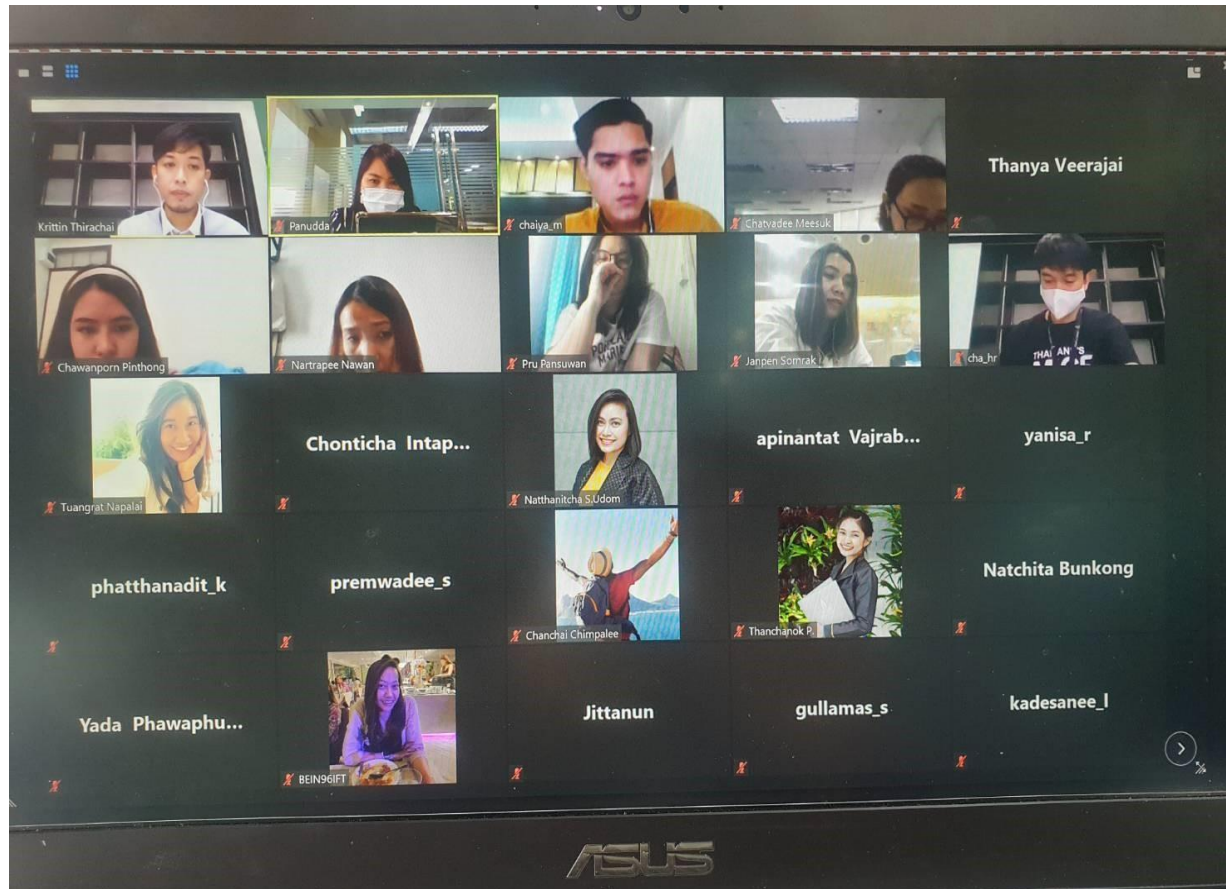 Krittin Thirachai
Panudda
chaiya_m
Chatvadee Meesuk
Thanya Veerajai
Chawanporn Pinthong
Nartrapee Nawan
Pru Pansuwan
Janpen Somrak
cha_hr
Tuangrat Napalai
Chonticha Intap...
Natthanitcha S.Udom
apinantat Vajrab...
yanisa_r
phatthanadit_k
premwadee_s
Chanchai Chimpalee
Thanchanok P.
Natchita Bunkong
Yada Phawaphu...
BEIN96IFT
Jittanun
gullamas_s
kadesanee_l
ASUS